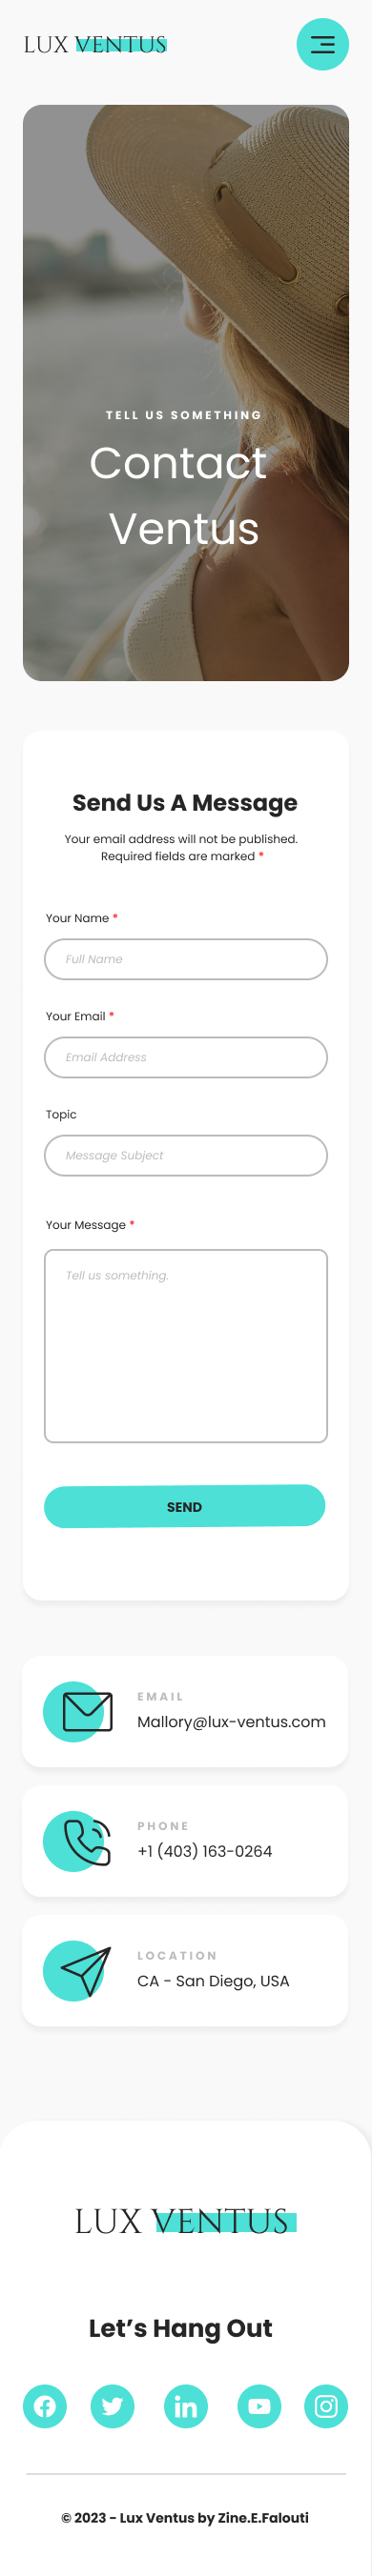 LUX VENTUS
TELL US SOMETHING
Contact
Ventus
Send Us A Message
Your email address will not be published.
Required fields are marked *
Your Name *
Full Name
Your Email *
Email Address
Topic
Message Subject
Your Message *
Tell us something.
SEND
EMAIL
Mallory@lux-ventus.com
PHONE
+1 (403) 163-0264
LOCATION
CA - San Diego, USA
LUX VENTUS
Let's Hang Out
© 2023 - Lux Ventus by Zine.E.Falouti